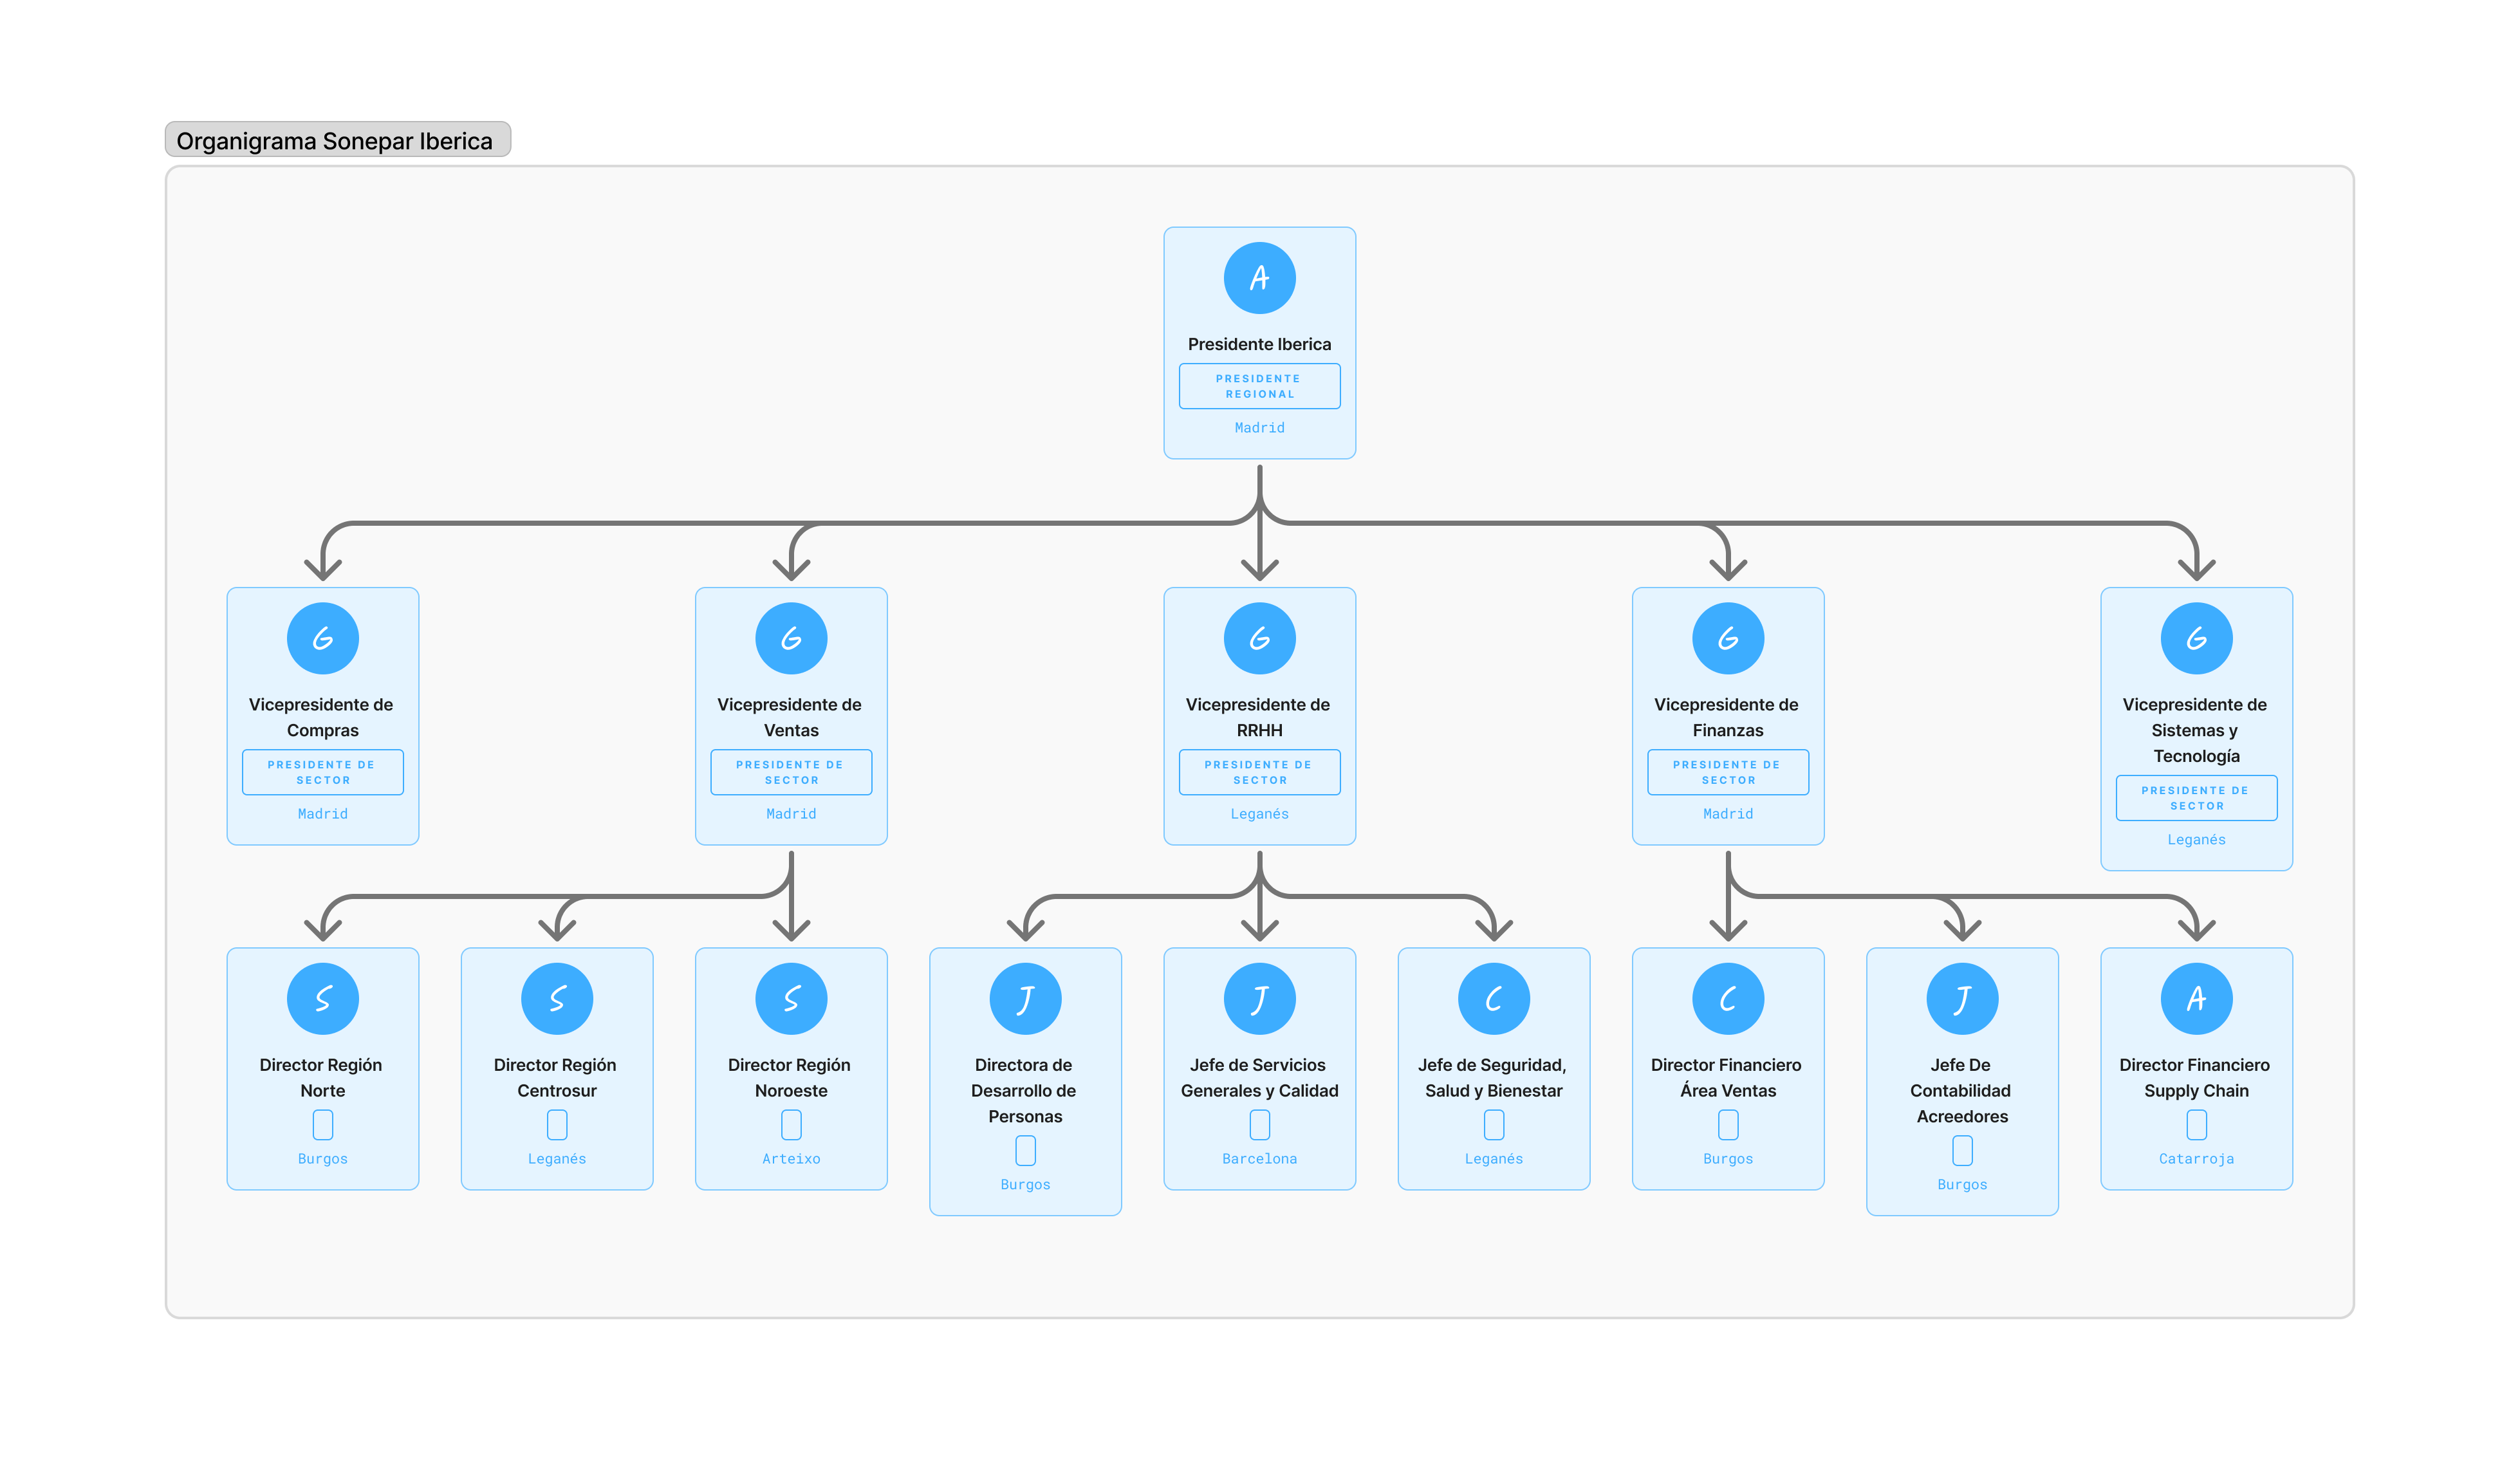 Organigrama Sonepar Iberica
A
Presidente Iberica
PRESIDENTE
REGIONAL
Madrid
G
Vicepresidente de
Compras
PRESIDENTE DE
SECTOR
Madrid
G
Vicepresidente de
Ventas
PRESIDENTE DE
SECTOR
Madrid
G
Vicepresidente de
RRHH
PRESIDENTE DE
SECTOR
Leganés
G
Vicepresidente de
Finanzas
PRESIDENTE DE
SECTOR
Madrid
G
Vicepresidente de
Sistemas y
Tecnología
PRESIDENTE DE
SECTOR
Leganés
S
Director Región
Norte
Burgos
S
Director Región
Centrosur
Leganés
S
Director Región
Noroeste
Arteixo
J
Directora de
Desarrollo de
Personas
Burgos
J
Jefe de Servicios
Generales y Calidad
Barcelona
C
Jefe de Seguridad,
Salud y Bienestar
Leganés
C
Director Financiero
Área Ventas
Burgos
J
Jefe De
Contabilidad
Acreedores
Burgos
A
Director Financiero
Supply Chain
Catarroja